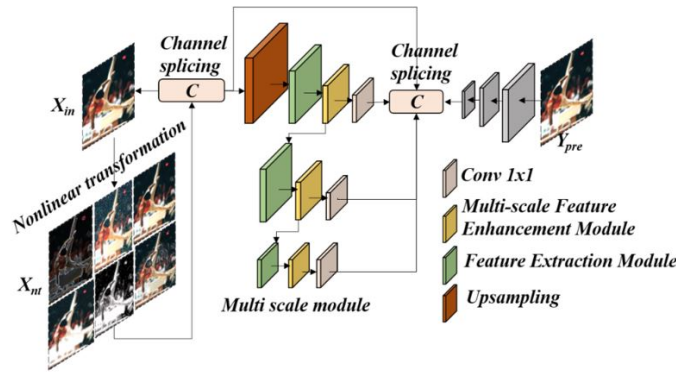 Channel
splicing
C
X_in
Nonlinear transformation
X_nt
Multi scale module
Channel
splicing
C
Y_pre
Conv 1x1
Multi-scale Feature
Enhancement Module
Feature Extraction Module
Upsampling